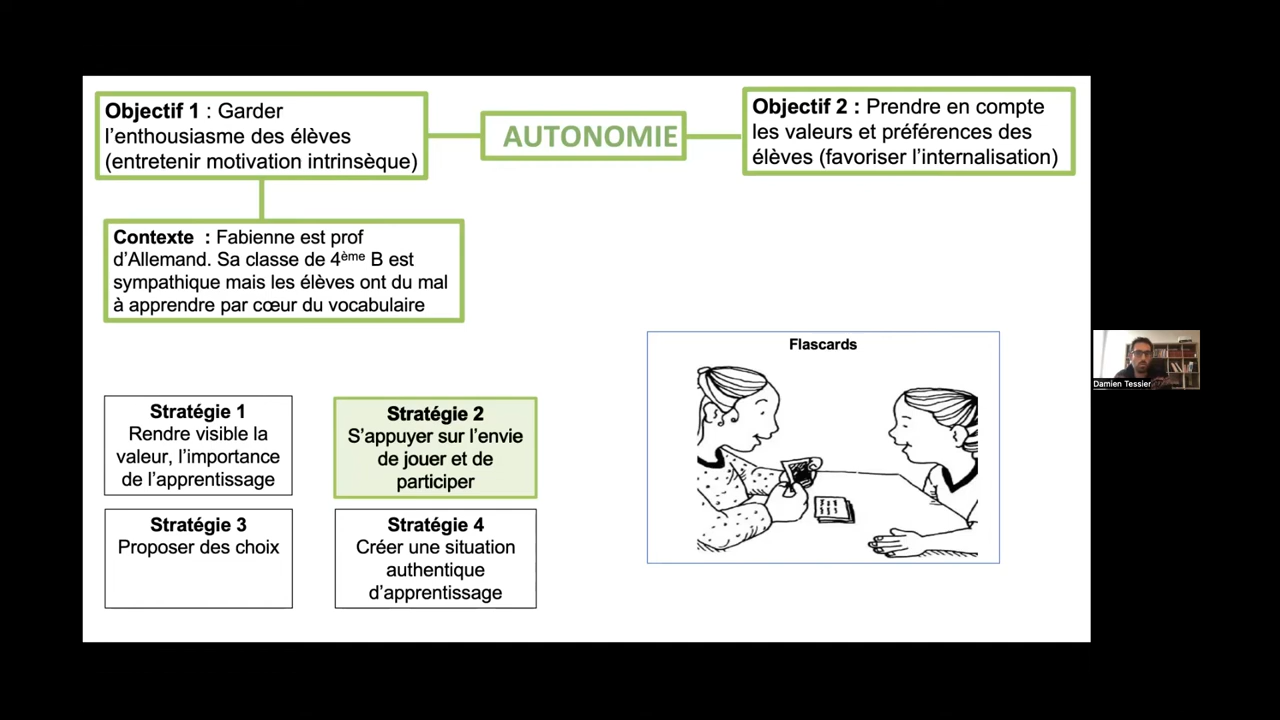 Objectif 1 : Garder
l'enthousiasme des élèves
(entretenir motivation intrinsèque)
AUTONOMIE
Objectif 2 : Prendre en compte
les valeurs et préférences des
élèves (favoriser l'internalisation)
Contexte : Fabienne est prof
d'Allemand. Sa classe de 4ème B est
sympathique mais les élèves ont du mal
à apprendre par cœur du vocabulaire
Flascards
Stratégie 1
Rendre visible la
valeur, l'importance
de l'apprentissage
Stratégie 2
S'appuyer sur l'envie
de jouer et de
participer
Stratégie 3
Proposer des choix
Stratégie 4
Créer une situation
authentique
d'apprentissage
Damien Tessier